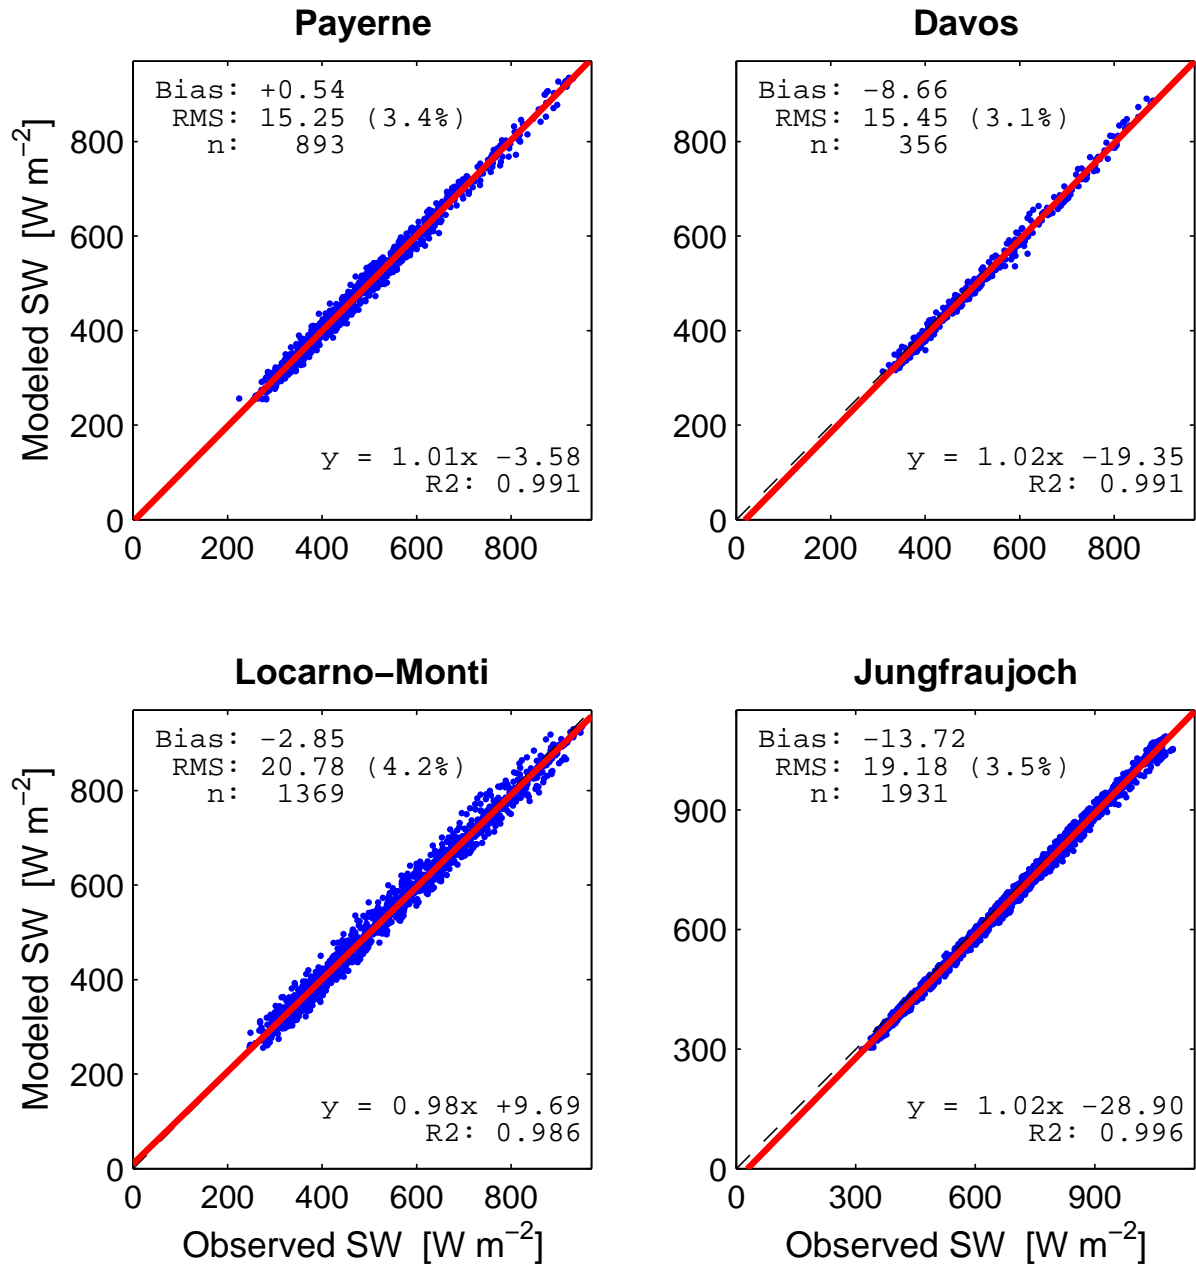 Payerne
Bias: +0.54
RMS: 15.25 (3.4%)
n: 893
y = 1.01x −3.58
R2: 0.991
Modeled SW [W m−2]
0
200
400
600
800
0 200 400 600 800
Davos
Bias: −8.66
RMS: 15.45 (3.1%)
n: 356
y = 1.02x −19.35
R2: 0.991
0
200
400
600
800
0 200 400 600 800
Locarno−Monti
Bias: −2.85
RMS: 20.78 (4.2%)
n: 1369
y = 0.98x +9.69
R2: 0.986
Modeled SW [W m−2]
0
200
400
600
800
0 200 400 600 800
Observed SW [W m−2]
Jungfraujoch
Bias: −13.72
RMS: 19.18 (3.5%)
n: 1931
y = 1.02x −28.90
R2: 0.996
0
300
600
900
0 300 600 900
Observed SW [W m−2]